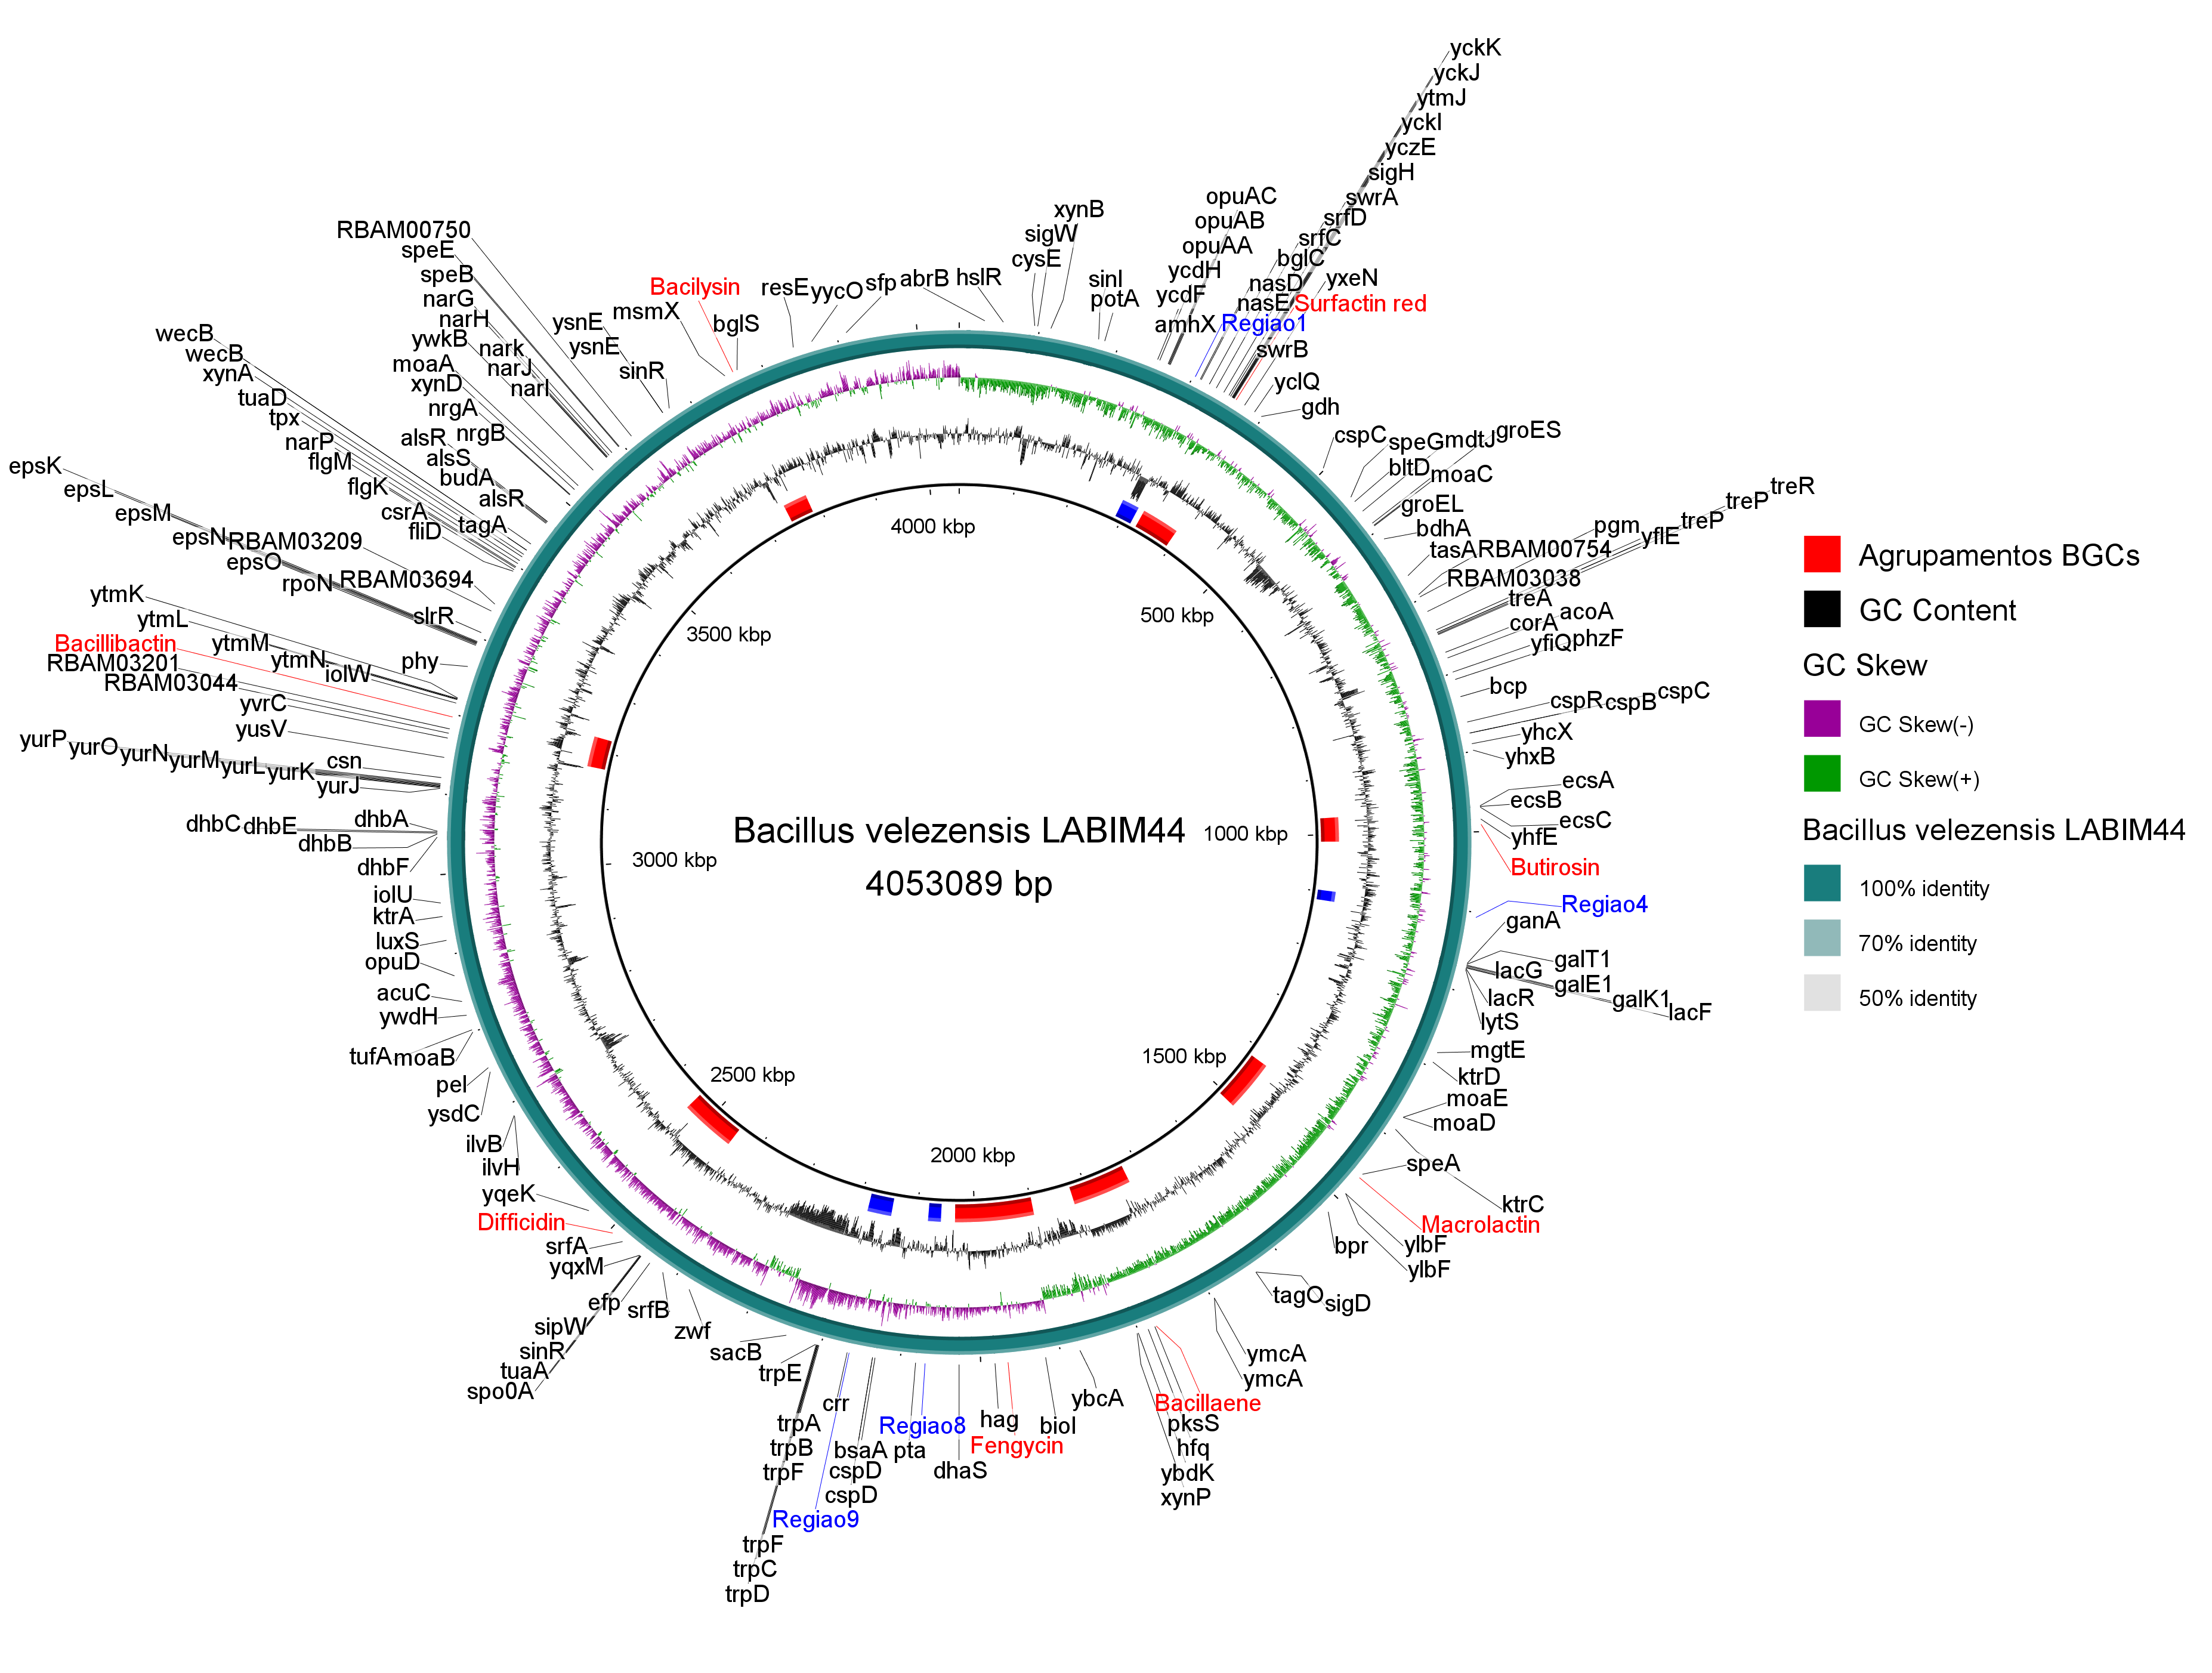 yckK
yckJ
ytmJ
yckI
yczE
sigH
swrA
srfD
srfC
bglC
nasD
nasE
yxeN
Surfactin red
Regiao1
swrB
yclQ
gdh
opuAC
opuAB
opuAA
ycdH
ycdF
amhX
xynB
sigW
cysE
sinI
potA
hslR
abrB
sfp
yycO
resE
Bacilysin
bglS
msmX
ysnE
ysnE
sinR
RBAM00750
speE
speB
narG
narH
ywkB
nark
narJ
narI
moaA
xynD
nrgA
nrgB
alsR
alsS
budA
alsR
wecB
wecB
xynA
tuaD
tpx
narP
flgM
flgK
csrA
fliD
tagA
epsK
epsL
epsM
epsN
epsO
RBAM03209
rpoN
RBAM03694
slrR
ytmK
ytmL
ytmM
ytmN
iolW
phy
Bacillibactin
RBAM03201
RBAM03044
yvrC
yusV
yurP
yurO
yurN
yurM
yurL
yurK
yurJ
csn
dhbC
dhbE
dhbA
dhbB
dhbF
iolU
ktrA
luxS
opuD
acuC
ywdH
tufA
moaB
pel
ysdC
ilvB
ilvH
yqeK
Difficidin
srfA
yqxM
efp
srfB
sipW
sinR
tuaA
spo0A
zwf
sacB
trpE
crr
trpA
trpB
trpF
Regiao9
trpF
trpC
trpD
bsaA
cspD
cspD
pta
Regiao8
dhaS
hag
Fengycin
bioI
ybcA
Bacillaene
pksS
hfq
ybdK
xynP
ymcA
ymcA
tagO
sigD
bpr
ylbF
ylbF
Macrolactin
ktrC
speA
moaD
moaE
ktrD
mgtE
lytS
lacR
lacG
galT1
galE1
galK1
lacF
ganA
Regiao4
Butirosin
yhfE
ecsC
ecsB
ecsA
yhxB
yhcX
cspR
cspB
cspC
bcp
yfiQ
phzF
corA
acoA
treA
RBAM03038
tasA
RBAM00754
pgm
yflE
treP
treP
treR
bdhA
groEL
moaC
bltD
speG
mdtJ
groES
cspC
4000 kbp
500 kbp
1000 kbp
1500 kbp
2000 kbp
2500 kbp
3000 kbp
3500 kbp
Bacillus velezensis LABIM44
4053089 bp
Agrupamentos BGCs
GC Content
GC Skew
GC Skew(-)
GC Skew(+)
Bacillus velezensis LABIM44
100% identity
70% identity
50% identity